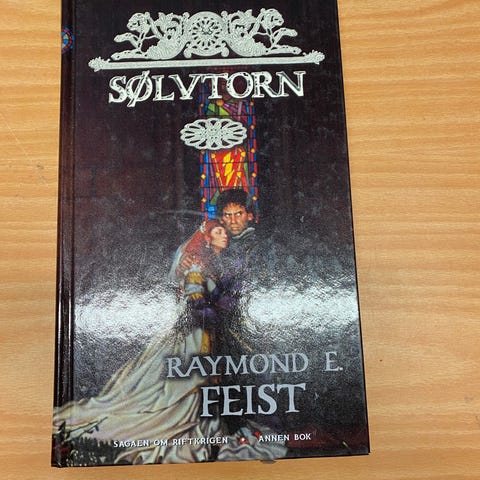 SØLVTORN
RAYMOND E.
FEIST
SAGAEN OM RIFTKRIGEN • ANNEN BOK